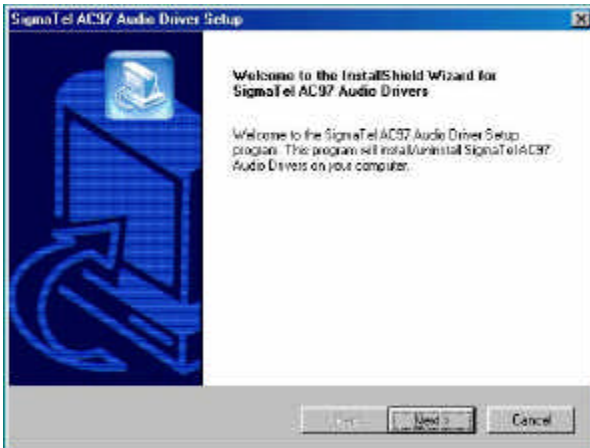 SigmaTel AC97 Audio Driver Setup
Welcome to the InstallShield Wizard for
SigmaTel AC97 Audio Drivers
Welcome to the SigmaTel AC97 Audio Driver Setup
program. This program will install/uninstall SigmaTel AC97
Audio Drivers on your computer.
Next >
Cancel